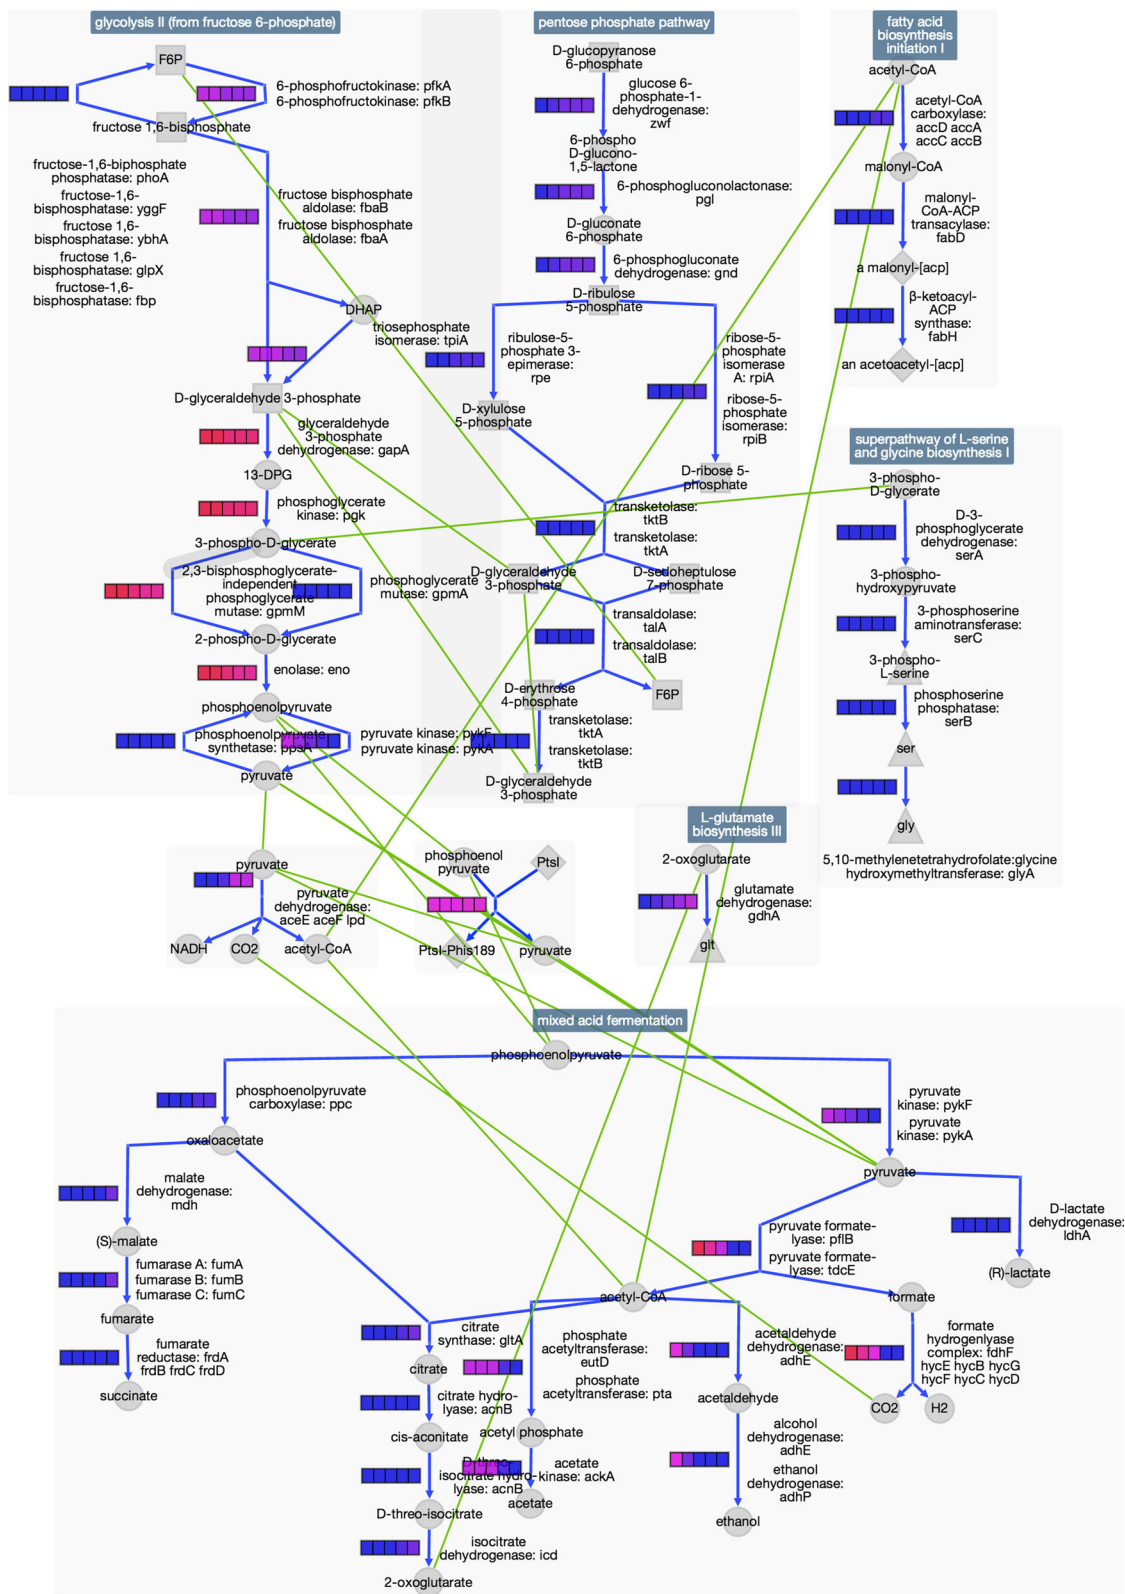 glycolysis II (from fructose 6-phosphate)
F6P
6-phosphofructokinase: pfkA
6-phosphofructokinase: pfkB
fructose 1,6-bisphosphate
fructose-1,6-biphosphate
phosphatase: phoA
fructose-1,6-
bisphosphatase: yggF
fructose 1,6-
bisphosphatase: ybhA
fructose 1,6-
bisphosphatase: glpX
fructose-1,6-
bisphosphatase: fbp
fructose bisphosphate
aldolase: fbaB
fructose bisphosphate
aldolase: fbaA
DHAP
triosephosphate
isomerase: tpiA
D-glyceraldehyde 3-phosphate
glyceraldehyde
3-phosphate
dehydrogenase: gapA
13-DPG
phosphoglycerate
kinase: pgk
3-phospho-D-glycerate
2,3-bisphosphoglycerate-
independent
phosphoglycerate
mutase: gpmM
phosphoglycerate
mutase: gpmA
2-phospho-D-glycerate
enolase: eno
phosphoenolpyruvate
phosphoenolpyruvate
synthetase: ppsA
pyruvate kinase: pykF
pyruvate kinase: pykA
pyruvate
pentose phosphate pathway
D-glucopyranose
6-phosphate
glucose 6-
phosphate-1-
dehydrogenase:
zwf
6-phospho
D-glucono-
1,5-lactone
6-phosphogluconolactonase:
pgl
D-gluconate
6-phosphate
6-phosphogluconate
dehydrogenase: gnd
D-ribulose
5-phosphate
ribulose-5-
phosphate 3-
epimerase:
rpe
ribose-5-
phosphate
isomerase
A: rpiA
ribose-5-
phosphate
isomerase:
rpiB
D-xylulose
5-phosphate
D-ribose 5-
phosphate
transketolase:
tktB
transketolase:
tktA
D-glyceraldehyde
3-phosphate
D-sedoheptulose
7-phosphate
transaldolase:
talA
transaldolase:
talB
D-erythrose
4-phosphate
F6P
transketolase:
tktA
transketolase:
tktB
D-glyceraldehyde
3-phosphate
fatty acid
biosynthesis
initiation I
acetyl-CoA
acetyl-CoA
carboxylase:
accD accA
accC accB
malonyl-CoA
malonyl-
CoA-ACP
transacylase:
fabD
a malonyl-[acp]
β-ketoacyl-
ACP
synthase:
fabH
an acetoacetyl-[acp]
superpathway of L-serine
and glycine biosynthesis I
3-phospho-
D-glycerate
D-3-
phosphoglycerate
dehydrogenase:
serA
3-phospho-
hydroxypyruvate
3-phosphoserine
aminotransferase:
serC
3-phospho-
L-serine
phosphoserine
phosphatase:
serB
ser
gly
5,10-methylenetetrahydrofolate:glycine
hydroxymethyltransferase: glyA
pyruvate
pyruvate
dehydrogenase:
aceE aceF lpd
NADH
CO2
acetyl-CoA
phosphoenol
pyruvate
PtsI
PtsI-Phis189
pyruvate
L-glutamate
biosynthesis III
2-oxoglutarate
glutamate
dehydrogenase:
gdhA
glt
mixed acid fermentation
phosphoenolpyruvate
phosphoenolpyruvate
carboxylase: ppc
pyruvate
kinase: pykF
pyruvate
kinase: pykA
oxaloacetate
pyruvate
malate
dehydrogenase:
mdh
(S)-malate
fumarase A: fumA
fumarase B: fumB
fumarase C: fumC
fumarate
fumarate
reductase: frdA
frdB frdC frdD
succinate
D-lactate
dehydrogenase:
ldhA
(R)-lactate
pyruvate formate-
lyase: pflB
pyruvate formate-
lyase: tdcE
acetyl-CoA
formate
formate
hydrogenlyase
complex: fdhF
hycE hycB hycG
hycF hycC hycD
CO2
H2
citrate
synthase: gltA
citrate
citrate hydro-
lyase: acnB
cis-aconitate
D-threo-
isocitrate hydro-
lyase: acnB
D-threo-isocitrate
isocitrate
dehydrogenase: icd
2-oxoglutarate
phosphate
acetyltransferase:
eutD
phosphate
acetyltransferase: pta
acetyl phosphate
acetate
kinase: ackA
acetate
acetaldehyde
dehydrogenase:
adhE
acetaldehyde
alcohol
dehydrogenase:
adhE
ethanol
dehydrogenase:
adhP
ethanol